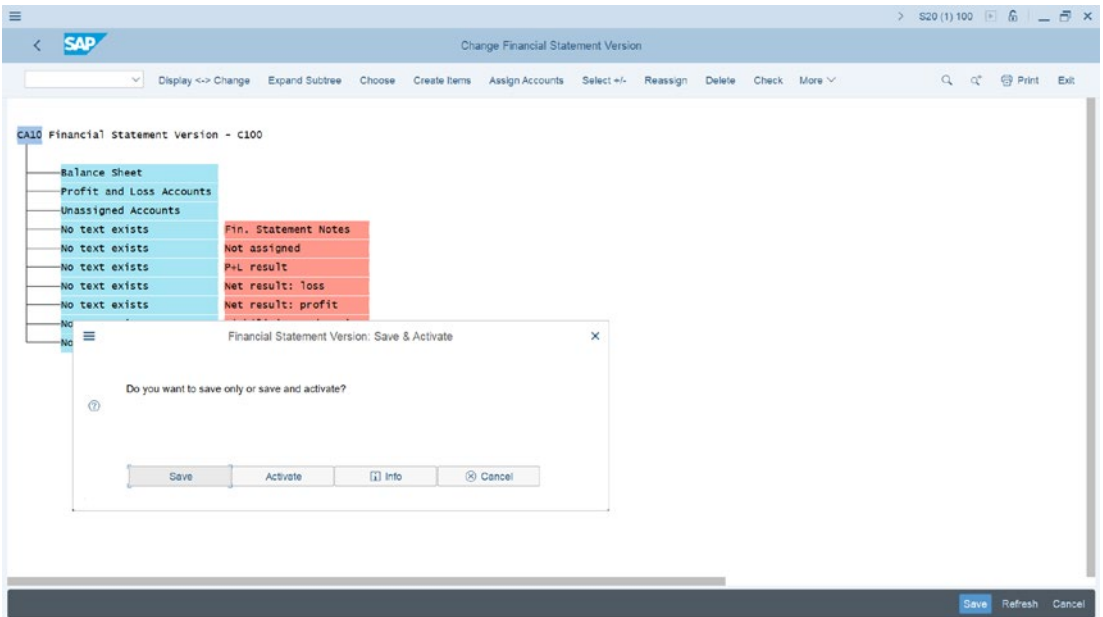 S20 (1) 100
SAP
Change Financial Statement Version
Display <-> Change Expand Subtree Choose Create Items Assign Accounts Select +/- Reassign Delete Check More Print Exit
CA10 Financial Statement Version - C100
Balance Sheet
Profit and Loss Accounts
Unassigned Accounts
No text exists Fin. Statement Notes
No text exists Not assigned
No text exists P+L result
No text exists Net result: loss
No text exists Net result: profit
No
No
Financial Statement Version: Save & Activate
Do you want to save only or save and activate?
Save Activate Info Cancel
Save Refresh Cancel